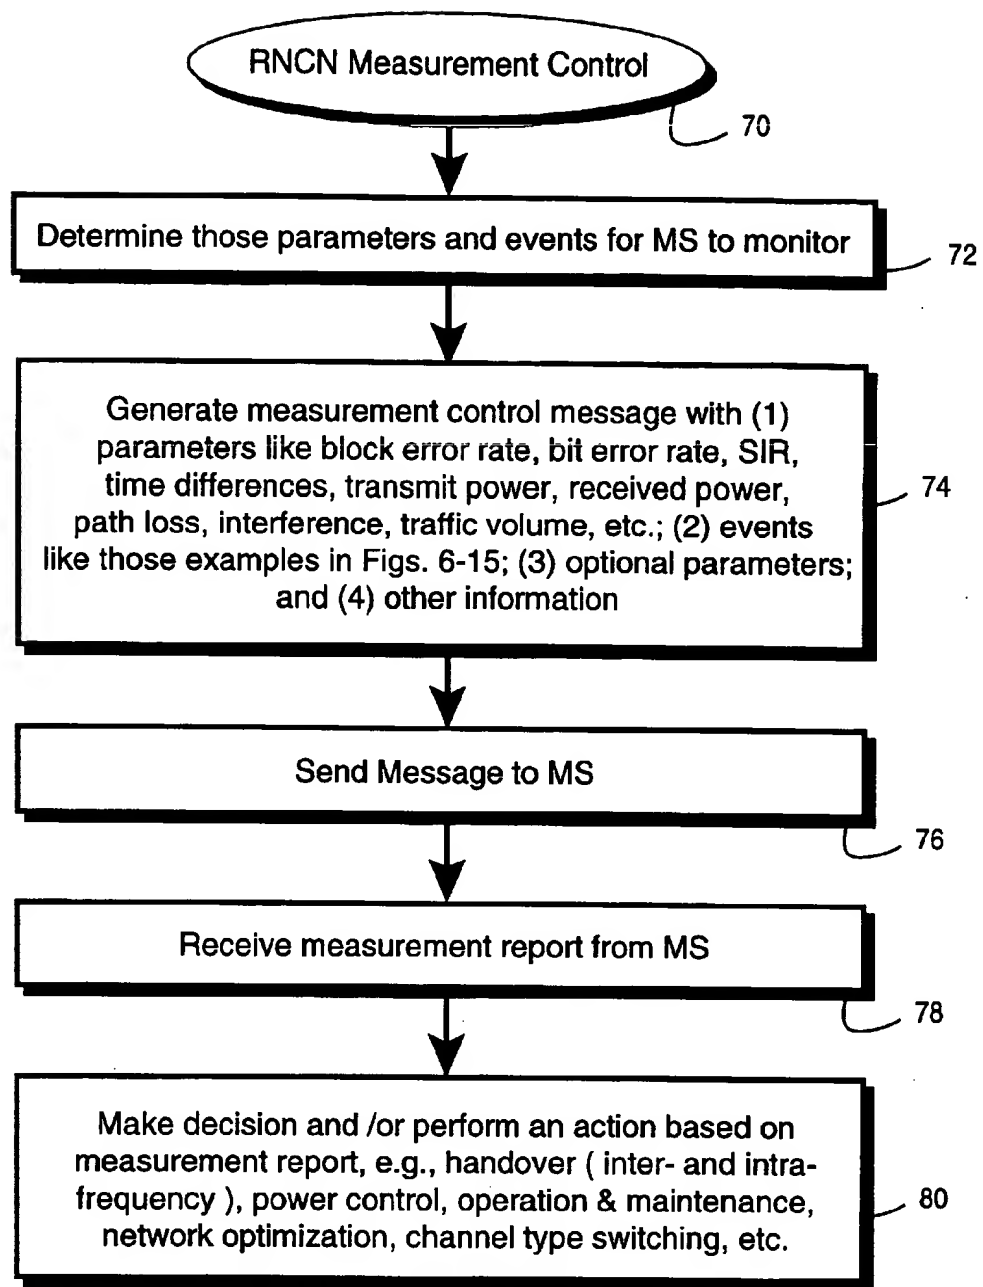 RNCN Measurement Control
70
Determine those parameters and events for MS to monitor
72
Generate measurement control message with (1)
parameters like block error rate, bit error rate, SIR,
time differences, transmit power, received power,
path loss, interference, traffic volume, etc.; (2) events
like those examples in Figs. 6-15; (3) optional parameters;
and (4) other information
74
Send Message to MS
76
Receive measurement report from MS
78
Make decision and /or perform an action based on
measurement report, e.g., handover ( inter- and intra-
frequency ), power control, operation & maintenance,
network optimization, channel type switching, etc.
80